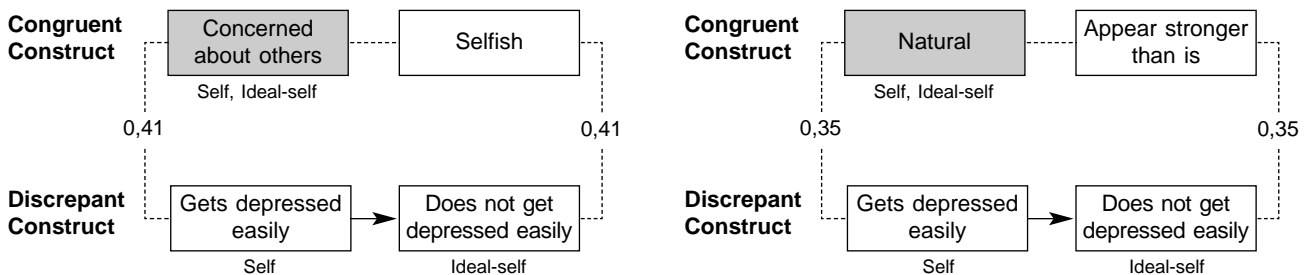 Congruent
Construct
Concerned
about others
Selfish
Self, Ideal-self
0,41
0,41
Discrepant
Construct
Gets depressed
easily
Does not get
depressed easily
Self
Ideal-self
Congruent
Construct
Natural
Appear stronger
than is
Self, Ideal-self
0,35
0,35
Discrepant
Construct
Gets depressed
easily
Does not get
depressed easily
Self
Ideal-self